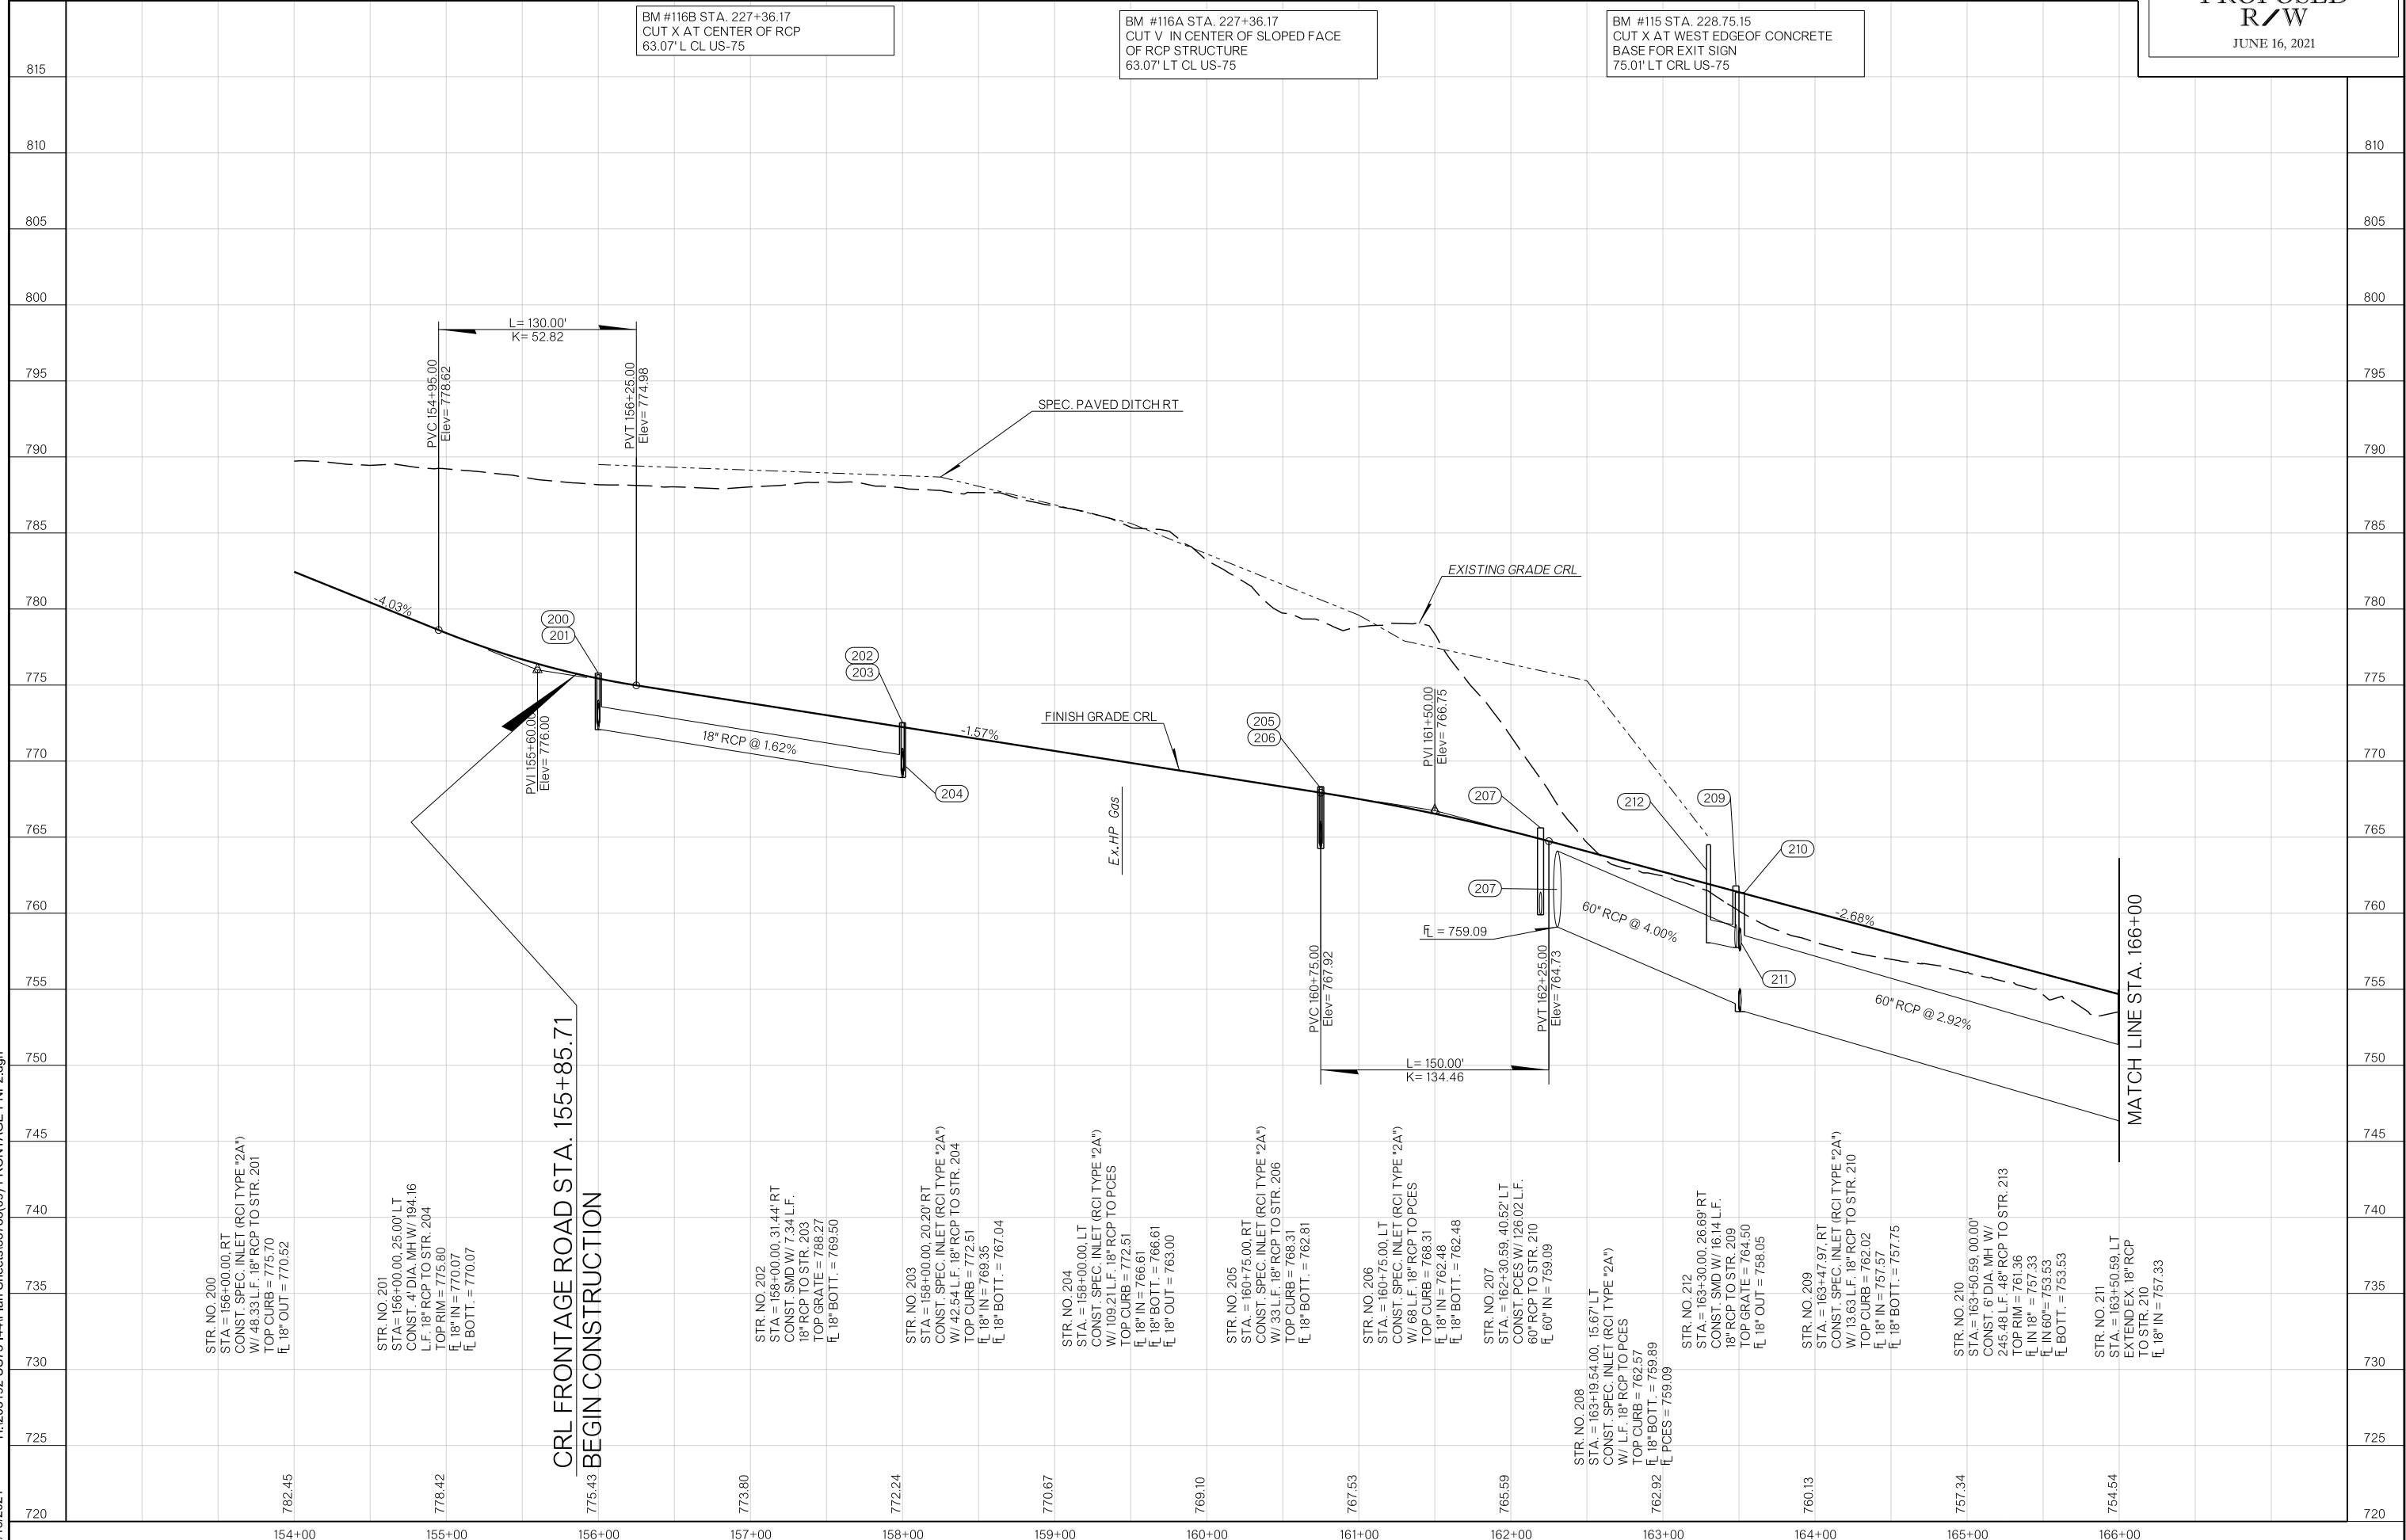 BM #116B STA. 227+36.17
CUT X AT CENTER OF RCP
63.07' L CL US-75
BM #116A STA. 227+36.17
CUT V IN CENTER OF SLOPED FACE
OF RCP STRUCTURE
63.07' LT CL US-75
BM #115 STA. 228.75.15
CUT X AT WEST EDGEOF CONCRETE
BASE FOR EXIT SIGN
75.01' LT CRL US-75
R/W
JUNE 16, 2021
815
810
805
800
795
790
785
780
775
770
765
760
755
750
745
740
735
730
725
720
810
805
800
795
790
785
780
775
770
765
760
755
750
745
740
735
730
725
720
L= 130.00'
K= 52.82
PVC 154+95.00
Elev= 778.62
PVT 156+25.00
Elev= 774.98
SPEC. PAVED DITCH RT
EXISTING GRADE CRL
-4.03%
200
201
PVI 155+60.00
Elev= 776.00
18" RCP @ 1.62%
202
203
204
-1.57%
FINISH GRADE CRL
Ex.HP Gas
205
206
PVI 161+50.00
Elev= 766.75
207
207
FL = 759.09
PVC 160+75.00
Elev= 767.92
PVT 162+25.00
Elev= 764.73
L= 150.00'
K= 134.46
60" RCP @ 4.00%
212
209
210
211
-2.68%
60" RCP @ 2.92%
MATCH LINE STA. 166+00
CRL FRONTAGE ROAD STA. 155+85.71
BEGIN CONSTRUCTION
STR. NO. 200
STA = 156+00.00, RT
CONST. SPEC. INLET (RCI TYPE "2A")
W/ 48.33 L.F. 18" RCP TO STR. 201
TOP CURB = 775.70
FL 18" OUT = 770.52
STR. NO. 201
STA = 156+00.00, 25.00' LT
CONST. 4' DIA. MH W/ 194.16
L.F. 18" RCP TO STR. 204
TOP RIM = 775.80
FL 18" IN = 770.07
FL BOTT. = 770.07
STR. NO. 202
STA = 158+00.00, 31.44' RT
CONST. SMD W/ 7.34 L.F.
18" RCP TO STR. 203
TOP GRATE = 788.27
FL 18" BOTT. = 769.50
STR. NO. 203
STA = 158+00.00, 20.20' RT
CONST. SPEC. INLET (RCI TYPE "2A")
W/ 42.54 L.F. 18" RCP TO STR. 204
TOP CURB = 772.51
FL 18" IN = 769.35
FL 18" BOTT. = 767.04
STR. NO. 204
STA. = 158+00.00, LT
CONST. SPEC. INLET (RCI TYPE "2A")
W/ 109.21 L.F. 18" RCP TO PCES
TOP CURB = 772.51
FL 18" IN = 766.61
FL 18" BOTT. = 766.61
FL 18" OUT = 763.00
STR. NO. 205
STA. = 160+75.00, RT
CONST. SPEC. INLET (RCI TYPE "2A")
W/ 33 L.F. 18" RCP TO STR. 206
TOP CURB = 768.31
FL 18" BOTT. = 762.81
STR. NO. 206
STA. = 160+75.00, LT
CONST. SPEC. INLET (RCI TYPE "2A")
W/ 68 L.F. 18" RCP TO PCES
TOP CURB = 768.31
FL 18" IN = 762.48
FL 18" BOTT. = 762.48
STR. NO. 207
STA. = 162+30.59, 40.52' LT
CONST. PCES W/ 126.02 L.F.
60" RCP TO STR. 210
FL 60" IN = 759.09
STR. NO. 208
STA. = 163+19.54.00, 15.67' LT
CONST. SPEC. INLET (RCI TYPE "2A")
W/ L.F. 18" RCP TO PCES
TOP CURB = 762.57
FL 18" BOTT. = 759.89
FL PCES = 759.09
STR. NO. 212
STA. = 163+30.00, 26.69' RT
CONST. SMD W/ 16.14 L.F.
18" RCP TO STR. 209
TOP GRATE = 764.50
FL 18" OUT = 758.05
STR. NO. 209
STA. = 163+47.97, RT
CONST. SPEC. INLET (RCI TYPE "2A")
W/ 13.63 L.F. 18" RCP TO STR. 210
TOP CURB = 762.02
FL 18" IN = 757.57
FL 18" BOTT. = 757.75
STR. NO. 210
STA. = 163+50.59, 00.00'
CONST. 6' DIA. MH W/
245.48 L.F. 48" RCP TO STR. 213
TOP RIM = 761.36
FL IN 18" = 757.33
FL IN 60"= 753.53
FL BOTT. = 753.53
STR. NO. 211
STA. = 163+50.59, LT
EXTEND EX. 18" RCP
TO STR. 210
FL 18" IN = 757.33
782.45
778.42
775.43
773.80
772.24
770.67
769.10
767.53
765.59
762.92
760.13
757.34
754.54
154+00
155+00
156+00
157+00
158+00
159+00
160+00
161+00
162+00
163+00
164+00
165+00
166+00